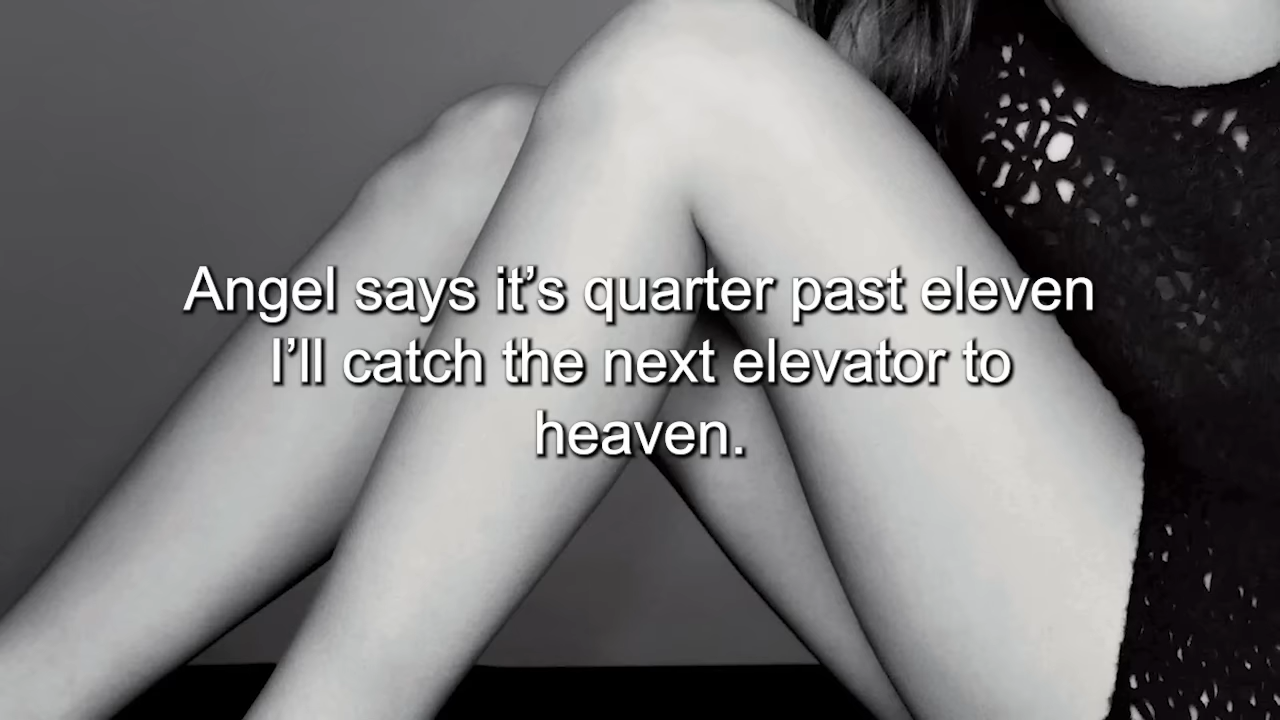 Angel says it’s quarter past eleven
I’ll catch the next elevator to
heaven.